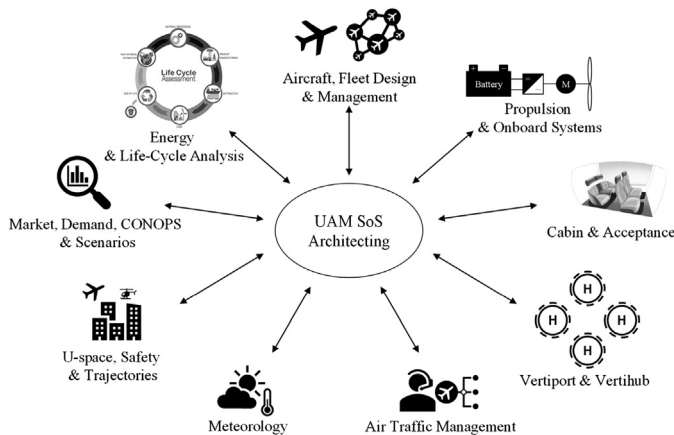 Life Cycle
Assessment
Energy
& Life-Cycle Analysis
Aircraft, Fleet Design
& Management
Battery
M
Propulsion
& Onboard Systems
Market, Demand, CONOPS
& Scenarios
UAM SoS
Architecting
Cabin & Acceptance
U-space, Safety
& Trajectories
H
H
H
H
Vertiport & Vertihub
Meteorology
Air Traffic Management